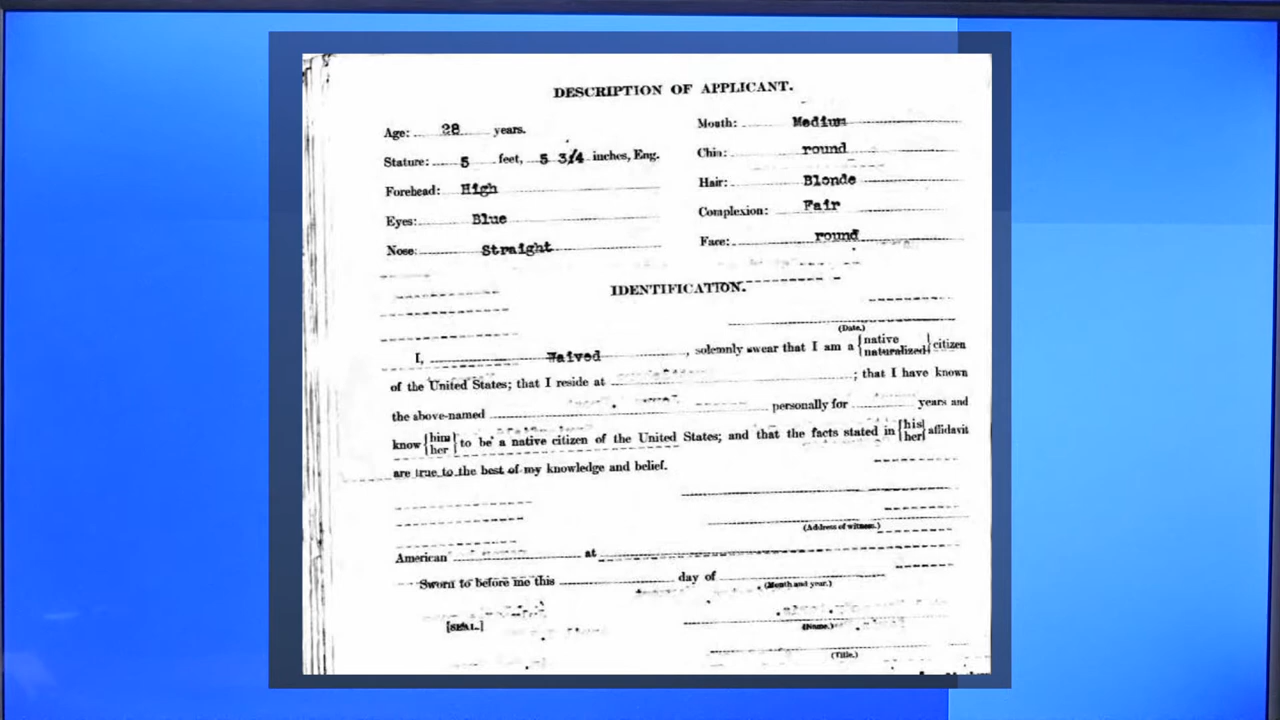 DESCRIPTION OF APPLICANT.
Age: 28 years.
Stature: 5 feet, 5 3/4 inches, Eng.
Forehead: High
Eyes: Blue
Nose: Straight
Mouth: Medium
Chin: round
Hair: Blonde
Complexion: Fair
Face: round
IDENTIFICATION.
(Date.)
I, Waived, solemnly swear that I am a {native naturalized} citizen
of the United States; that I reside at ; that I have known
the above-named personally for years and
know {him her} to be a native citizen of the United States; and that the facts stated in {his her} affidavit
are true to the best of my knowledge and belief.
(Address of witness.)
American at
Sworn to before me this day of
(Month and year.)
[SEAL.]
(Name.)
(Title.)